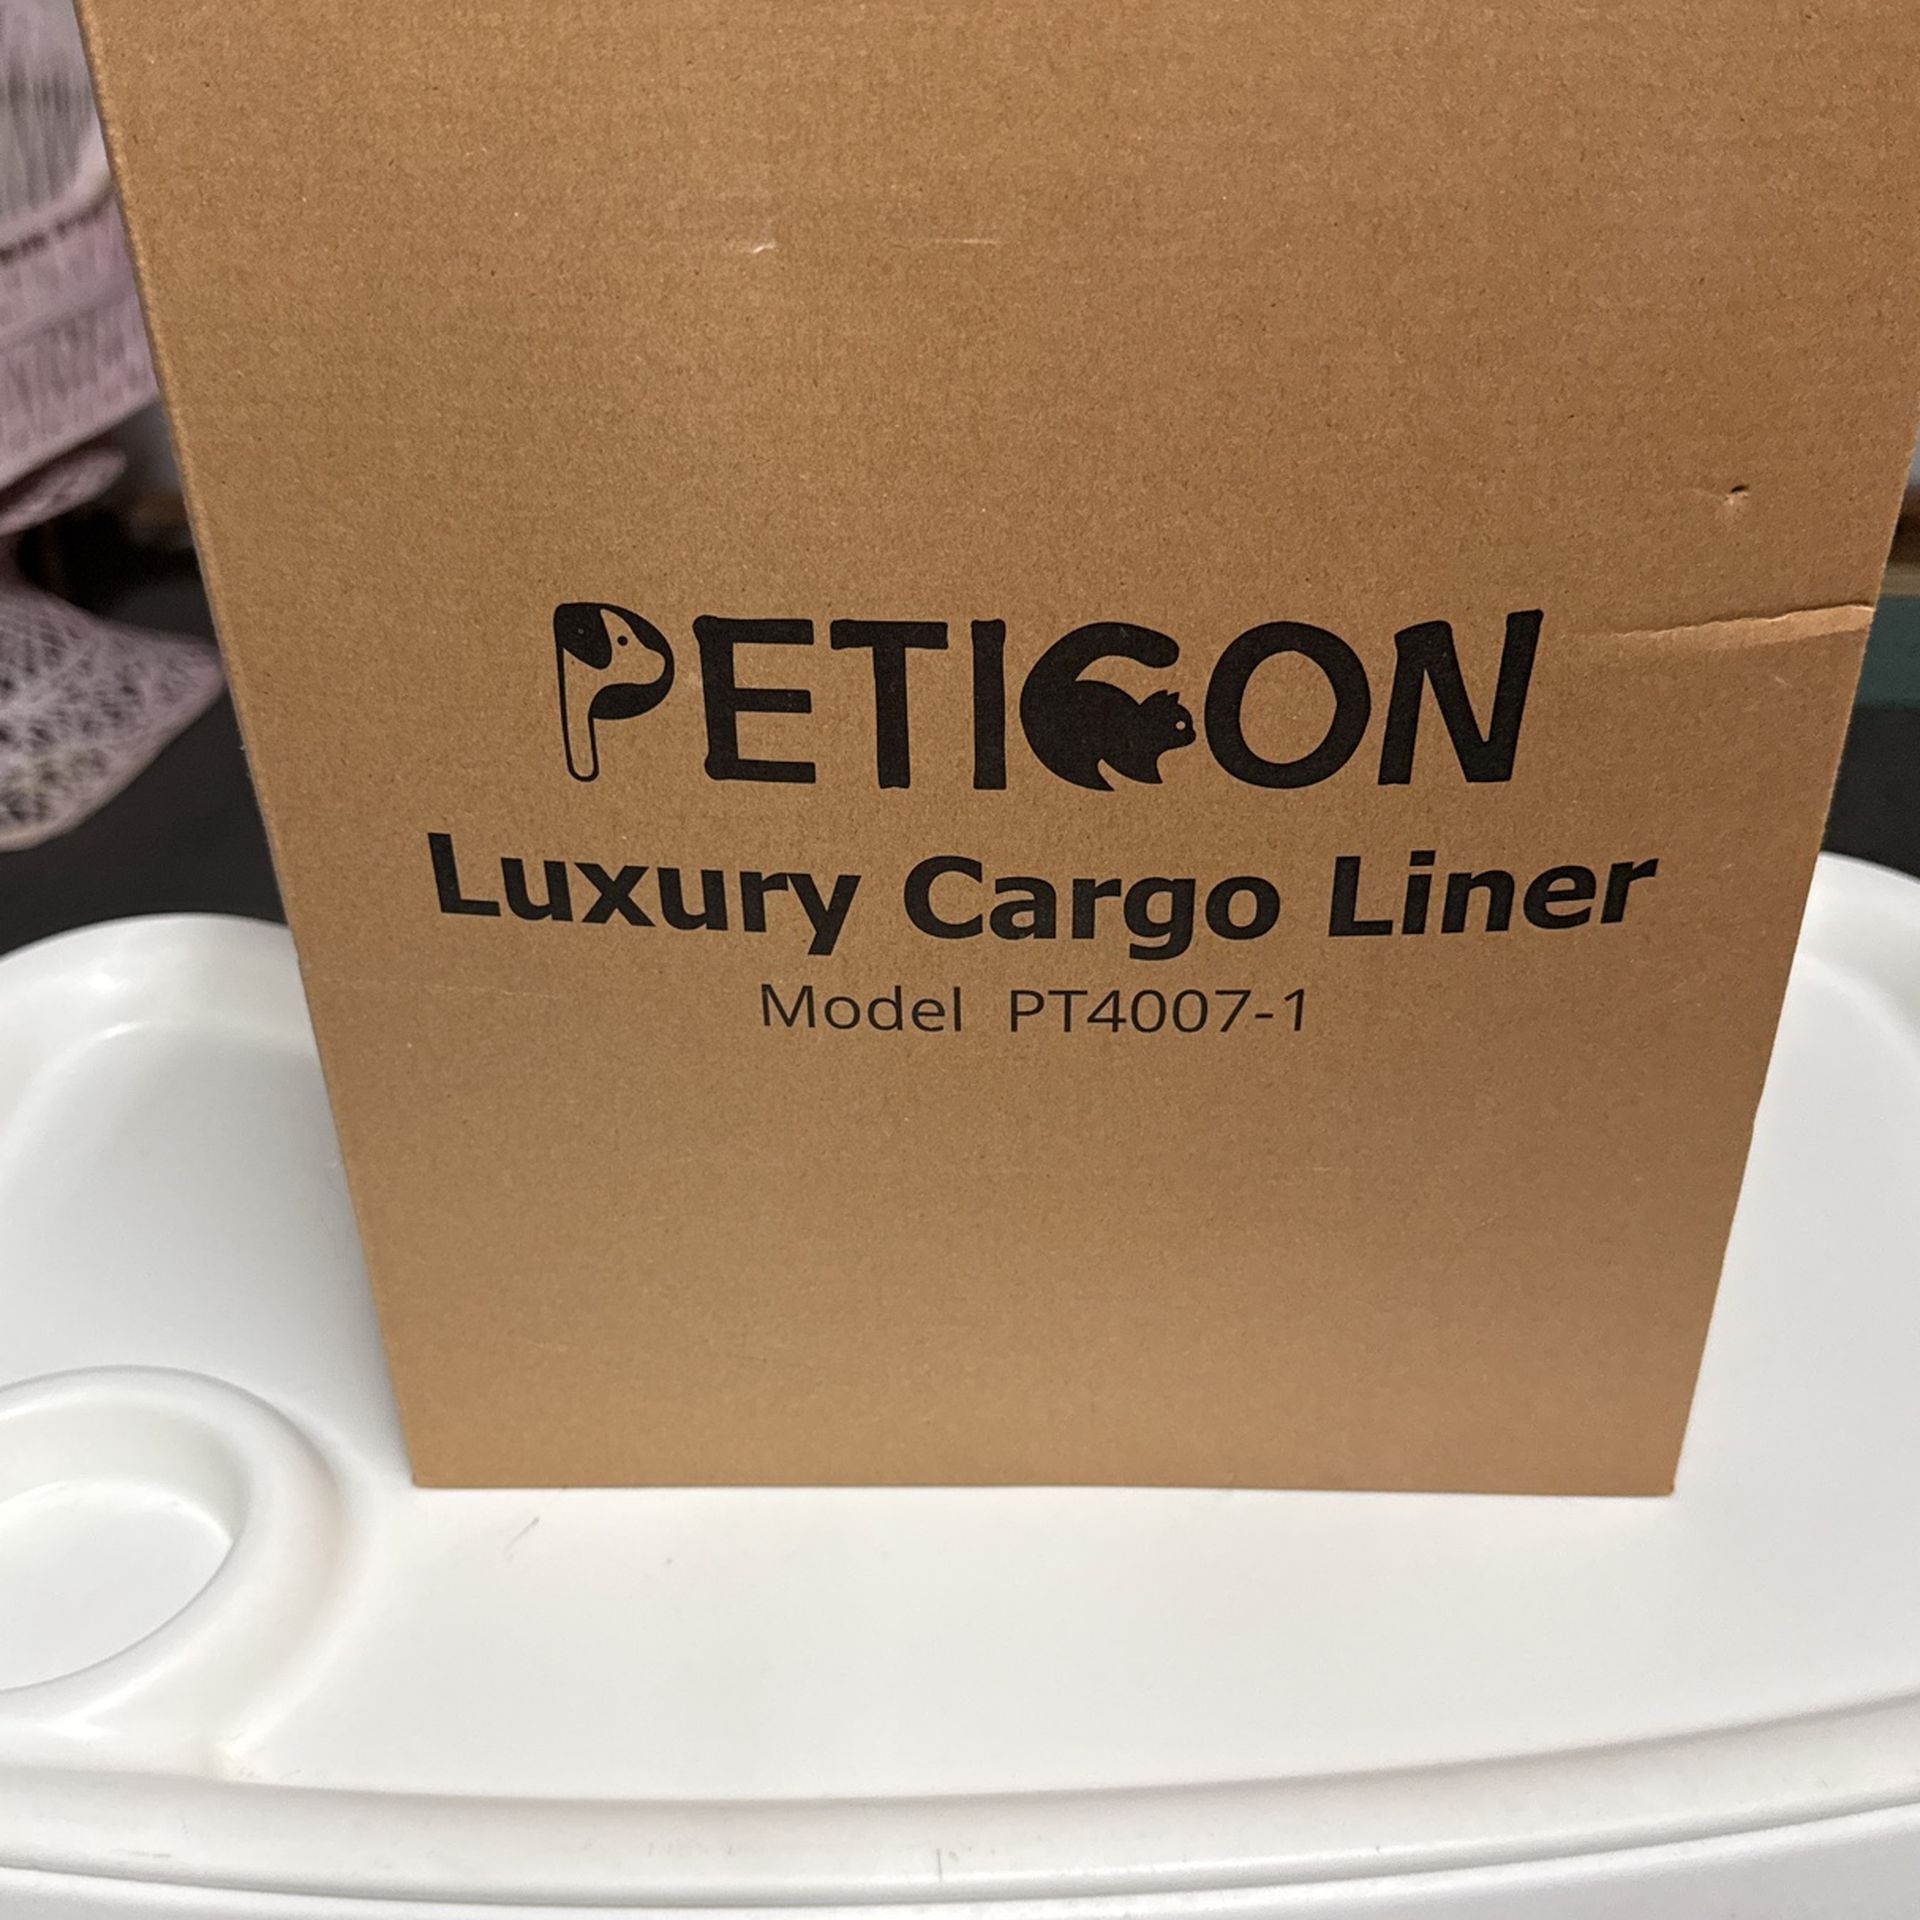 PETICON
Luxury Cargo Liner
Model PT4007-1